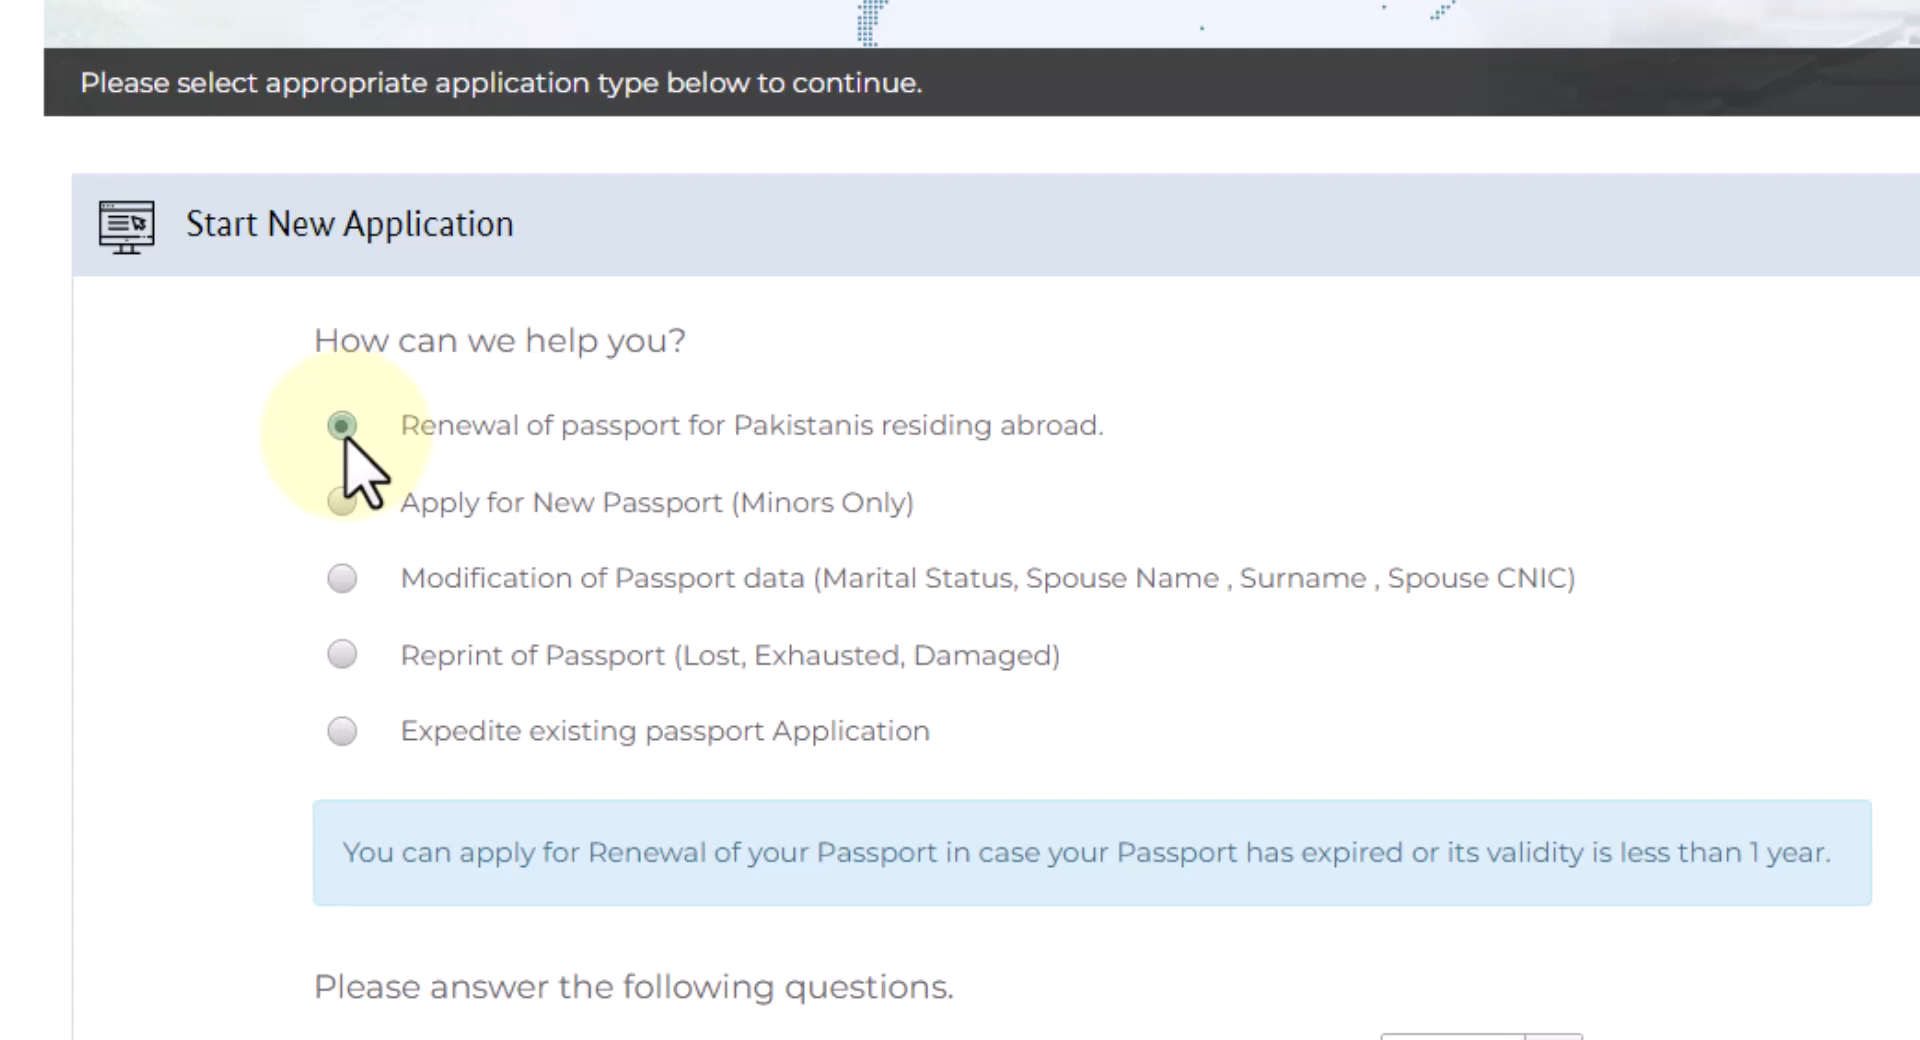 Please select appropriate application type below to continue.
Start New Application
How can we help you?
Renewal of passport for Pakistanis residing abroad.
Apply for New Passport (Minors Only)
Modification of Passport data (Marital Status, Spouse Name , Surname , Spouse CNIC)
Reprint of Passport (Lost, Exhausted, Damaged)
Expedite existing passport Application
You can apply for Renewal of your Passport in case your Passport has expired or its validity is less than 1 year.
Please answer the following questions.